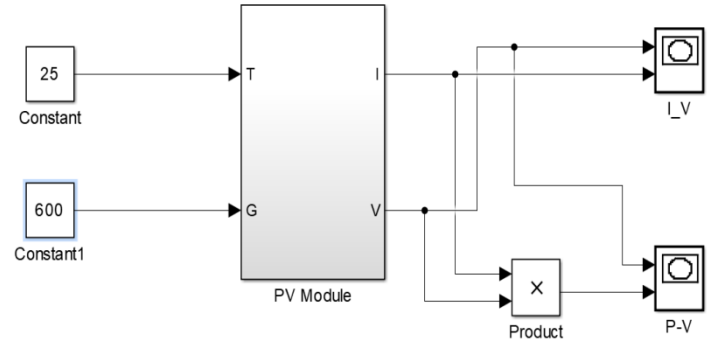 25
Constant
T
I
I_V
600
Constant1
G
V
PV Module
×
Product
P-V